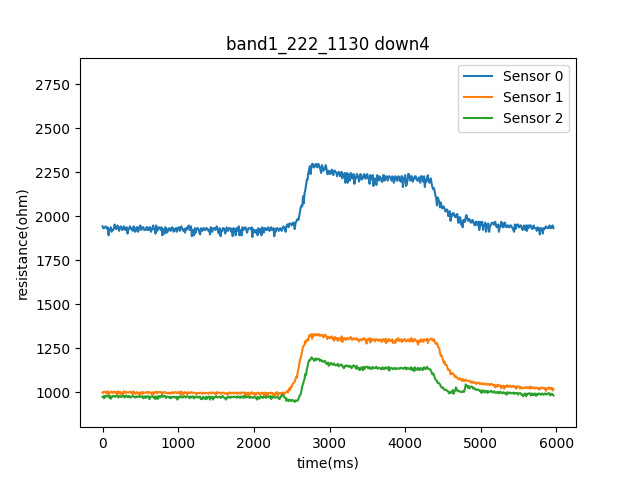 band1_222_1130 down4
Sensor 0
Sensor 1
Sensor 2
2750
2500
2250
2000
1750
1500
1250
1000
resistance(ohm)
0 1000 2000 3000 4000 5000 6000
time(ms)